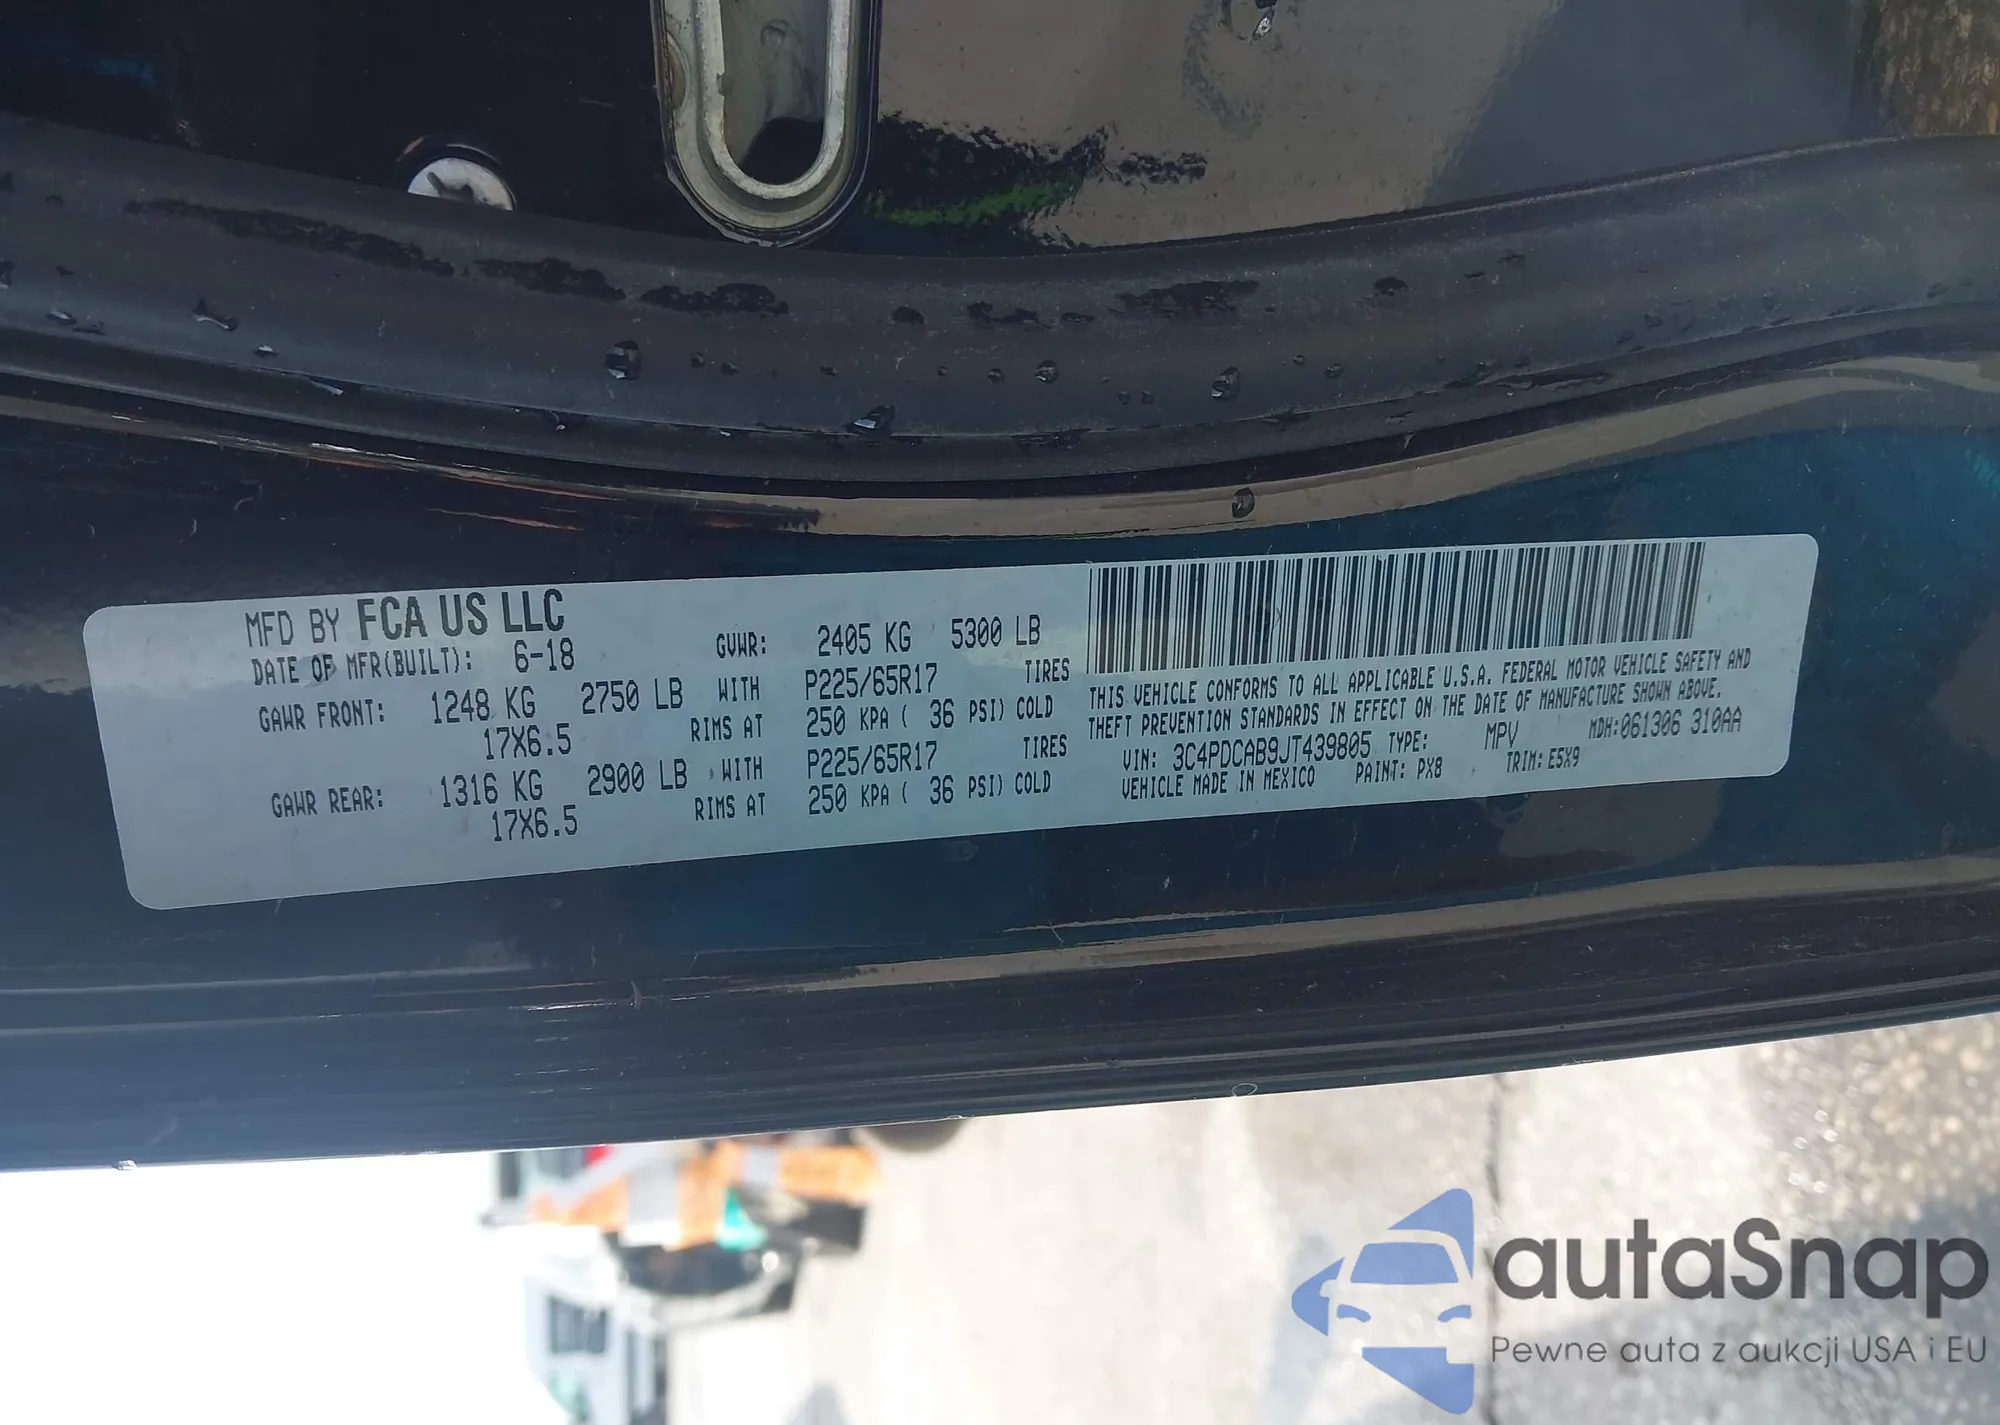 MFD BY FCA US LLC
DATE OF MFR(BUILT): 6-18 GVWR: 2405 KG 5300 LB
GAWR FRONT: 1248 KG 2750 LB WITH P225/65R17 TIRES
17X6.5 RIMS AT 250 KPA ( 36 PSI) COLD
GAWR REAR: 1316 KG 2900 LB WITH P225/65R17 TIRES
17X6.5 RIMS AT 250 KPA ( 36 PSI) COLD
THIS VEHICLE CONFORMS TO ALL APPLICABLE U.S.A. FEDERAL MOTOR VEHICLE SAFETY AND
THEFT PREVENTION STANDARDS IN EFFECT ON THE DATE OF MANUFACTURE SHOWN ABOVE.
VIN: 3C4PDCAB9JT439805 TYPE: MPV MDH:061306 310AA
VEHICLE MADE IN MEXICO PAINT: PX8 TRIM: E5X9
autaSnap
Pewne auta z aukcji USA i EU